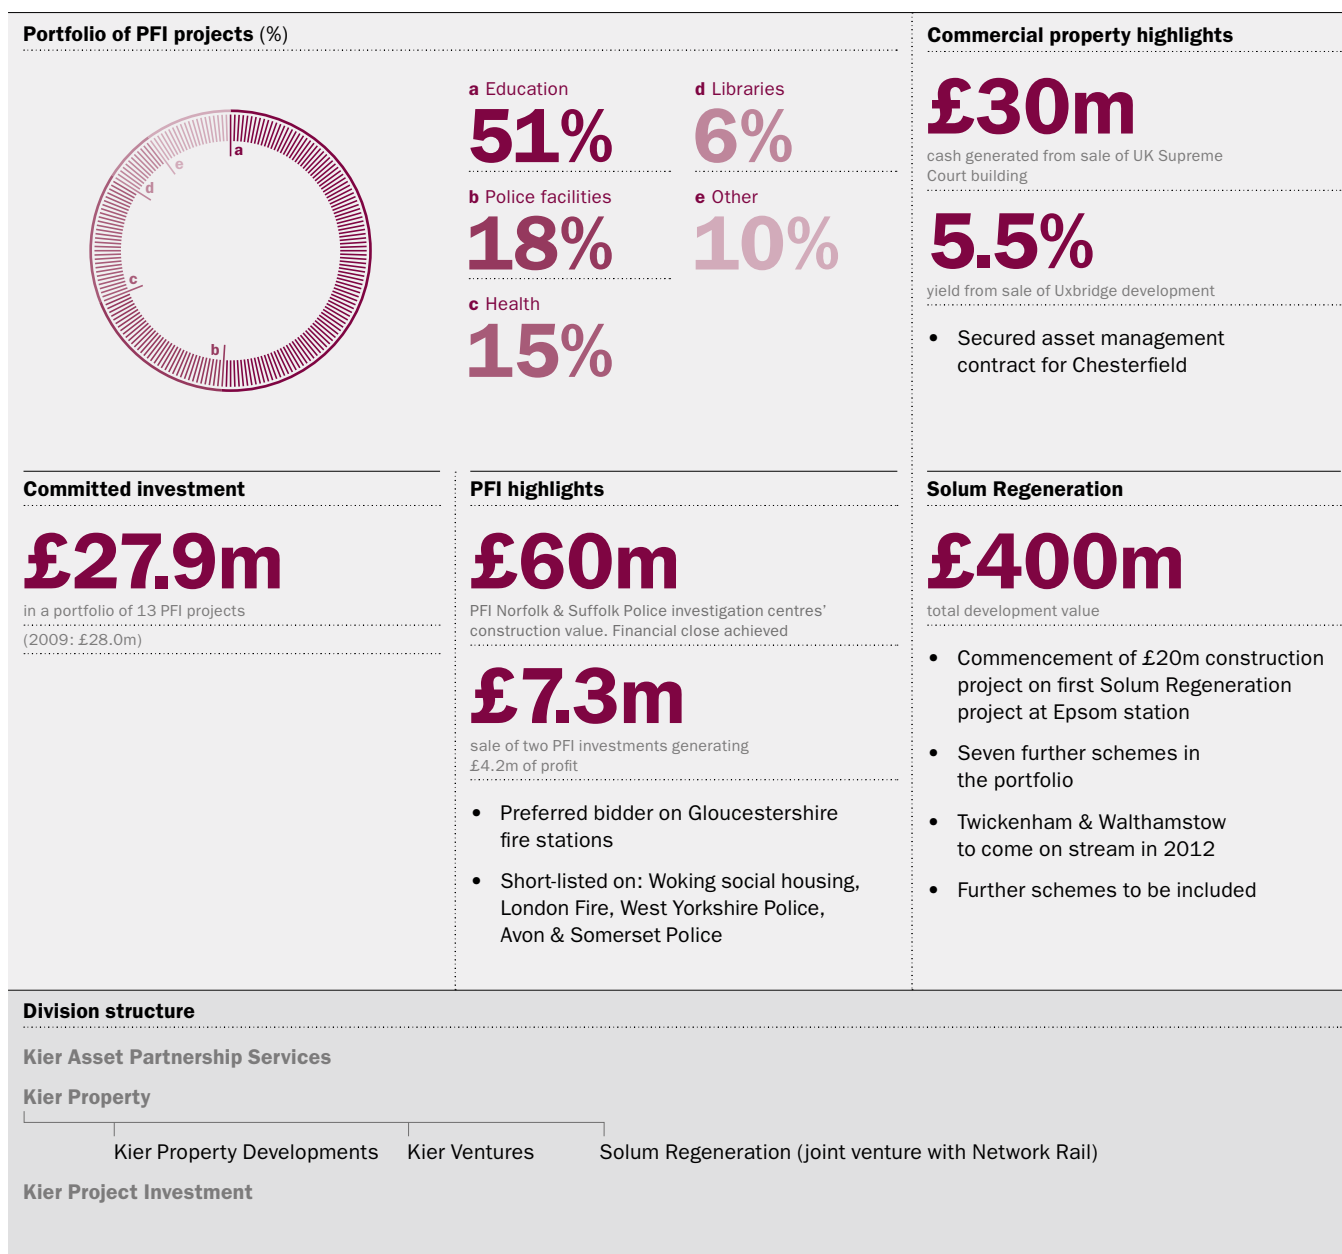 Portfolio of PFI projects (%)
a
b
c
d
e
a Education
51%
b Police facilities
18%
c Health
15%
d Libraries
6%
e Other
10%
Commercial property highlights
£30m
cash generated from sale of UK Supreme
Court building
5.5%
yield from sale of Uxbridge development
• Secured asset management
contract for Chesterfield
Committed investment
£27.9m
in a portfolio of 13 PFI projects
(2009: £28.0m)
PFI highlights
£60m
PFI Norfolk & Suffolk Police investigation centres’
construction value. Financial close achieved
£7.3m
sale of two PFI investments generating
£4.2m of profit
• Preferred bidder on Gloucestershire
fire stations
• Short-listed on: Woking social housing,
London Fire, West Yorkshire Police,
Avon & Somerset Police
Solum Regeneration
£400m
total development value
• Commencement of £20m construction
project on first Solum Regeneration
project at Epsom station
• Seven further schemes in
the portfolio
• Twickenham & Walthamstow
to come on stream in 2012
• Further schemes to be included
Division structure
Kier Asset Partnership Services
Kier Property
Kier Property Developments
Kier Ventures
Solum Regeneration (joint venture with Network Rail)
Kier Project Investment